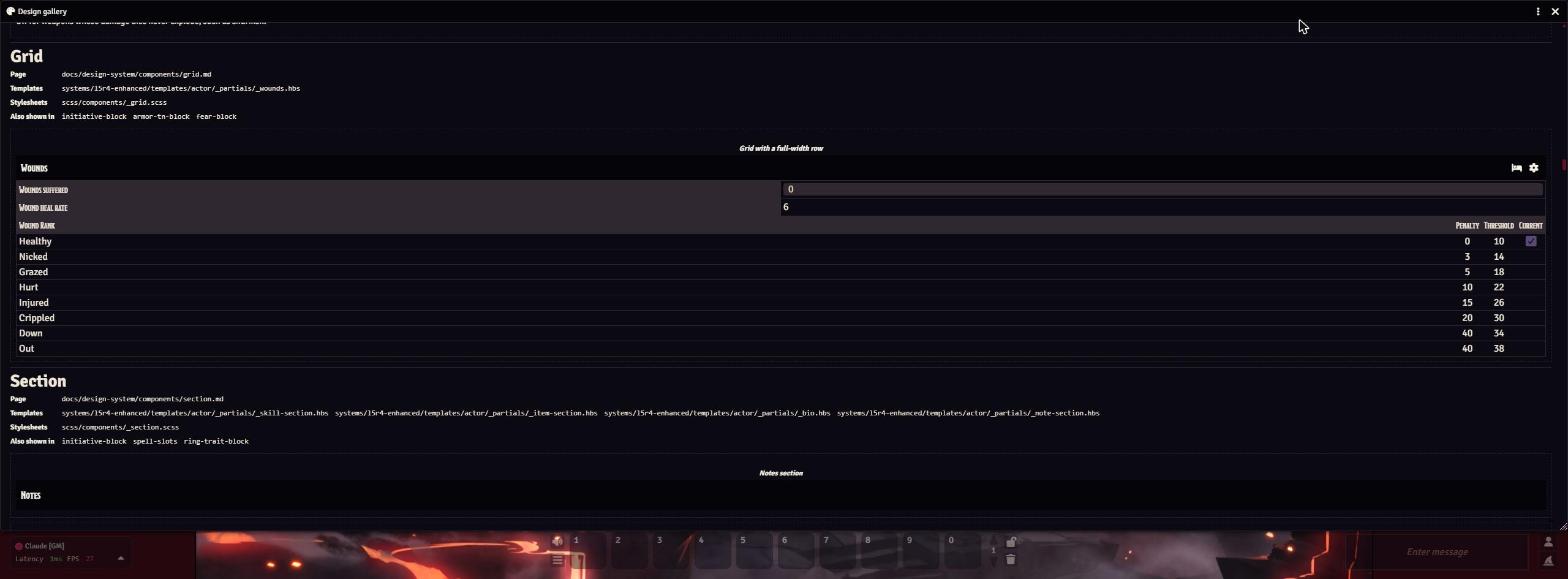 Design gallery
Grid
Page docs/design-system/components/grid.md
Templates systems/l5r4-enhanced/templates/actor/_partials/_wounds.hbs
Stylesheets scss/components/_grid.scss
Also shown in initiative-block armor-tn-block fear-block
Grid with a full-width row
Wounds
Wounds suffered 0
Wound heal rate 6
Wound Rank Penalty Threshold Current
Healthy 0 10
Nicked 3 14
Grazed 5 18
Hurt 10 22
Injured 15 26
Crippled 20 30
Down 40 34
Out 40 38
Section
Page docs/design-system/components/section.md
Templates systems/l5r4-enhanced/templates/actor/_partials/_skill-section.hbs systems/l5r4-enhanced/templates/actor/_partials/_item-section.hbs systems/l5r4-enhanced/templates/actor/_partials/_bio.hbs systems/l5r4-enhanced/templates/actor/_partials/_note-section.hbs
Stylesheets scss/components/_section.scss
Also shown in initiative-block spell-slots ring-trait-block
Notes section
Notes
Claude [GM]
Latency 3ms FPS 27
1 2 3 4 5 6 7 8 9 0
1
Enter message